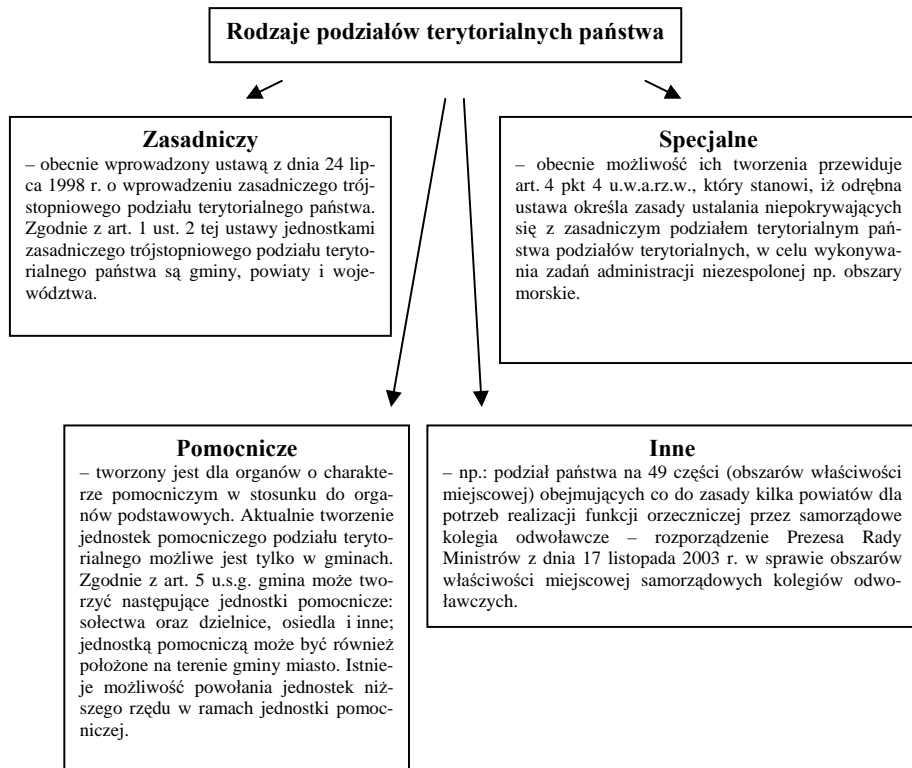 Rodzaje podziałów terytorialnych państwa
Zasadniczy
– obecnie wprowadzony ustawą z dnia 24 lip-
ca 1998 r. o wprowadzeniu zasadniczego trój-
stopniowego podziału terytorialnego państwa.
Zgodnie z art. 1 ust. 2 tej ustawy jednostkami
zasadniczego trójstopniowego podziału teryto-
rialnego państwa są gminy, powiaty i woje-
wództwa.
Specjalne
– obecnie możliwość ich tworzenia przewiduje
art. 4 pkt 4 u.w.a.rz.w., który stanowi, iż odrębna
ustawa określa zasady ustalania niepokrywających
się z zasadniczym podziałem terytorialnym pań-
stwa podziałów terytorialnych, w celu wykonywa-
nia zadań administracji niezespolonej np. obszary
morskie.
Pomocnicze
– tworzony jest dla organów o charakte-
rze pomocniczym w stosunku do orga-
nów podstawowych. Aktualnie tworzenie
jednostek pomocniczego podziału teryto-
rialnego możliwe jest tylko w gminach.
Zgodnie z art. 5 u.s.g. gmina może two-
rzyć następujące jednostki pomocnicze:
sołectwa oraz dzielnice, osiedla i inne;
jednostką pomocniczą może być również
położone na terenie gminy miasto. Istnie-
je możliwość powołania jednostek niż-
szego rzędu w ramach jednostki pomoc-
niczej.
Inne
– np.: podział państwa na 49 części (obszarów właściwości
miejscowej) obejmujących co do zasady kilka powiatów dla
potrzeb realizacji funkcji orzeczniczej przez samorządowe
kolegia odwoławcze – rozporządzenie Prezesa Rady
Ministrów z dnia 17 listopada 2003 r. w sprawie obszarów
właściwości miejscowej samorządowych kolegiów odwo-
ławczych.